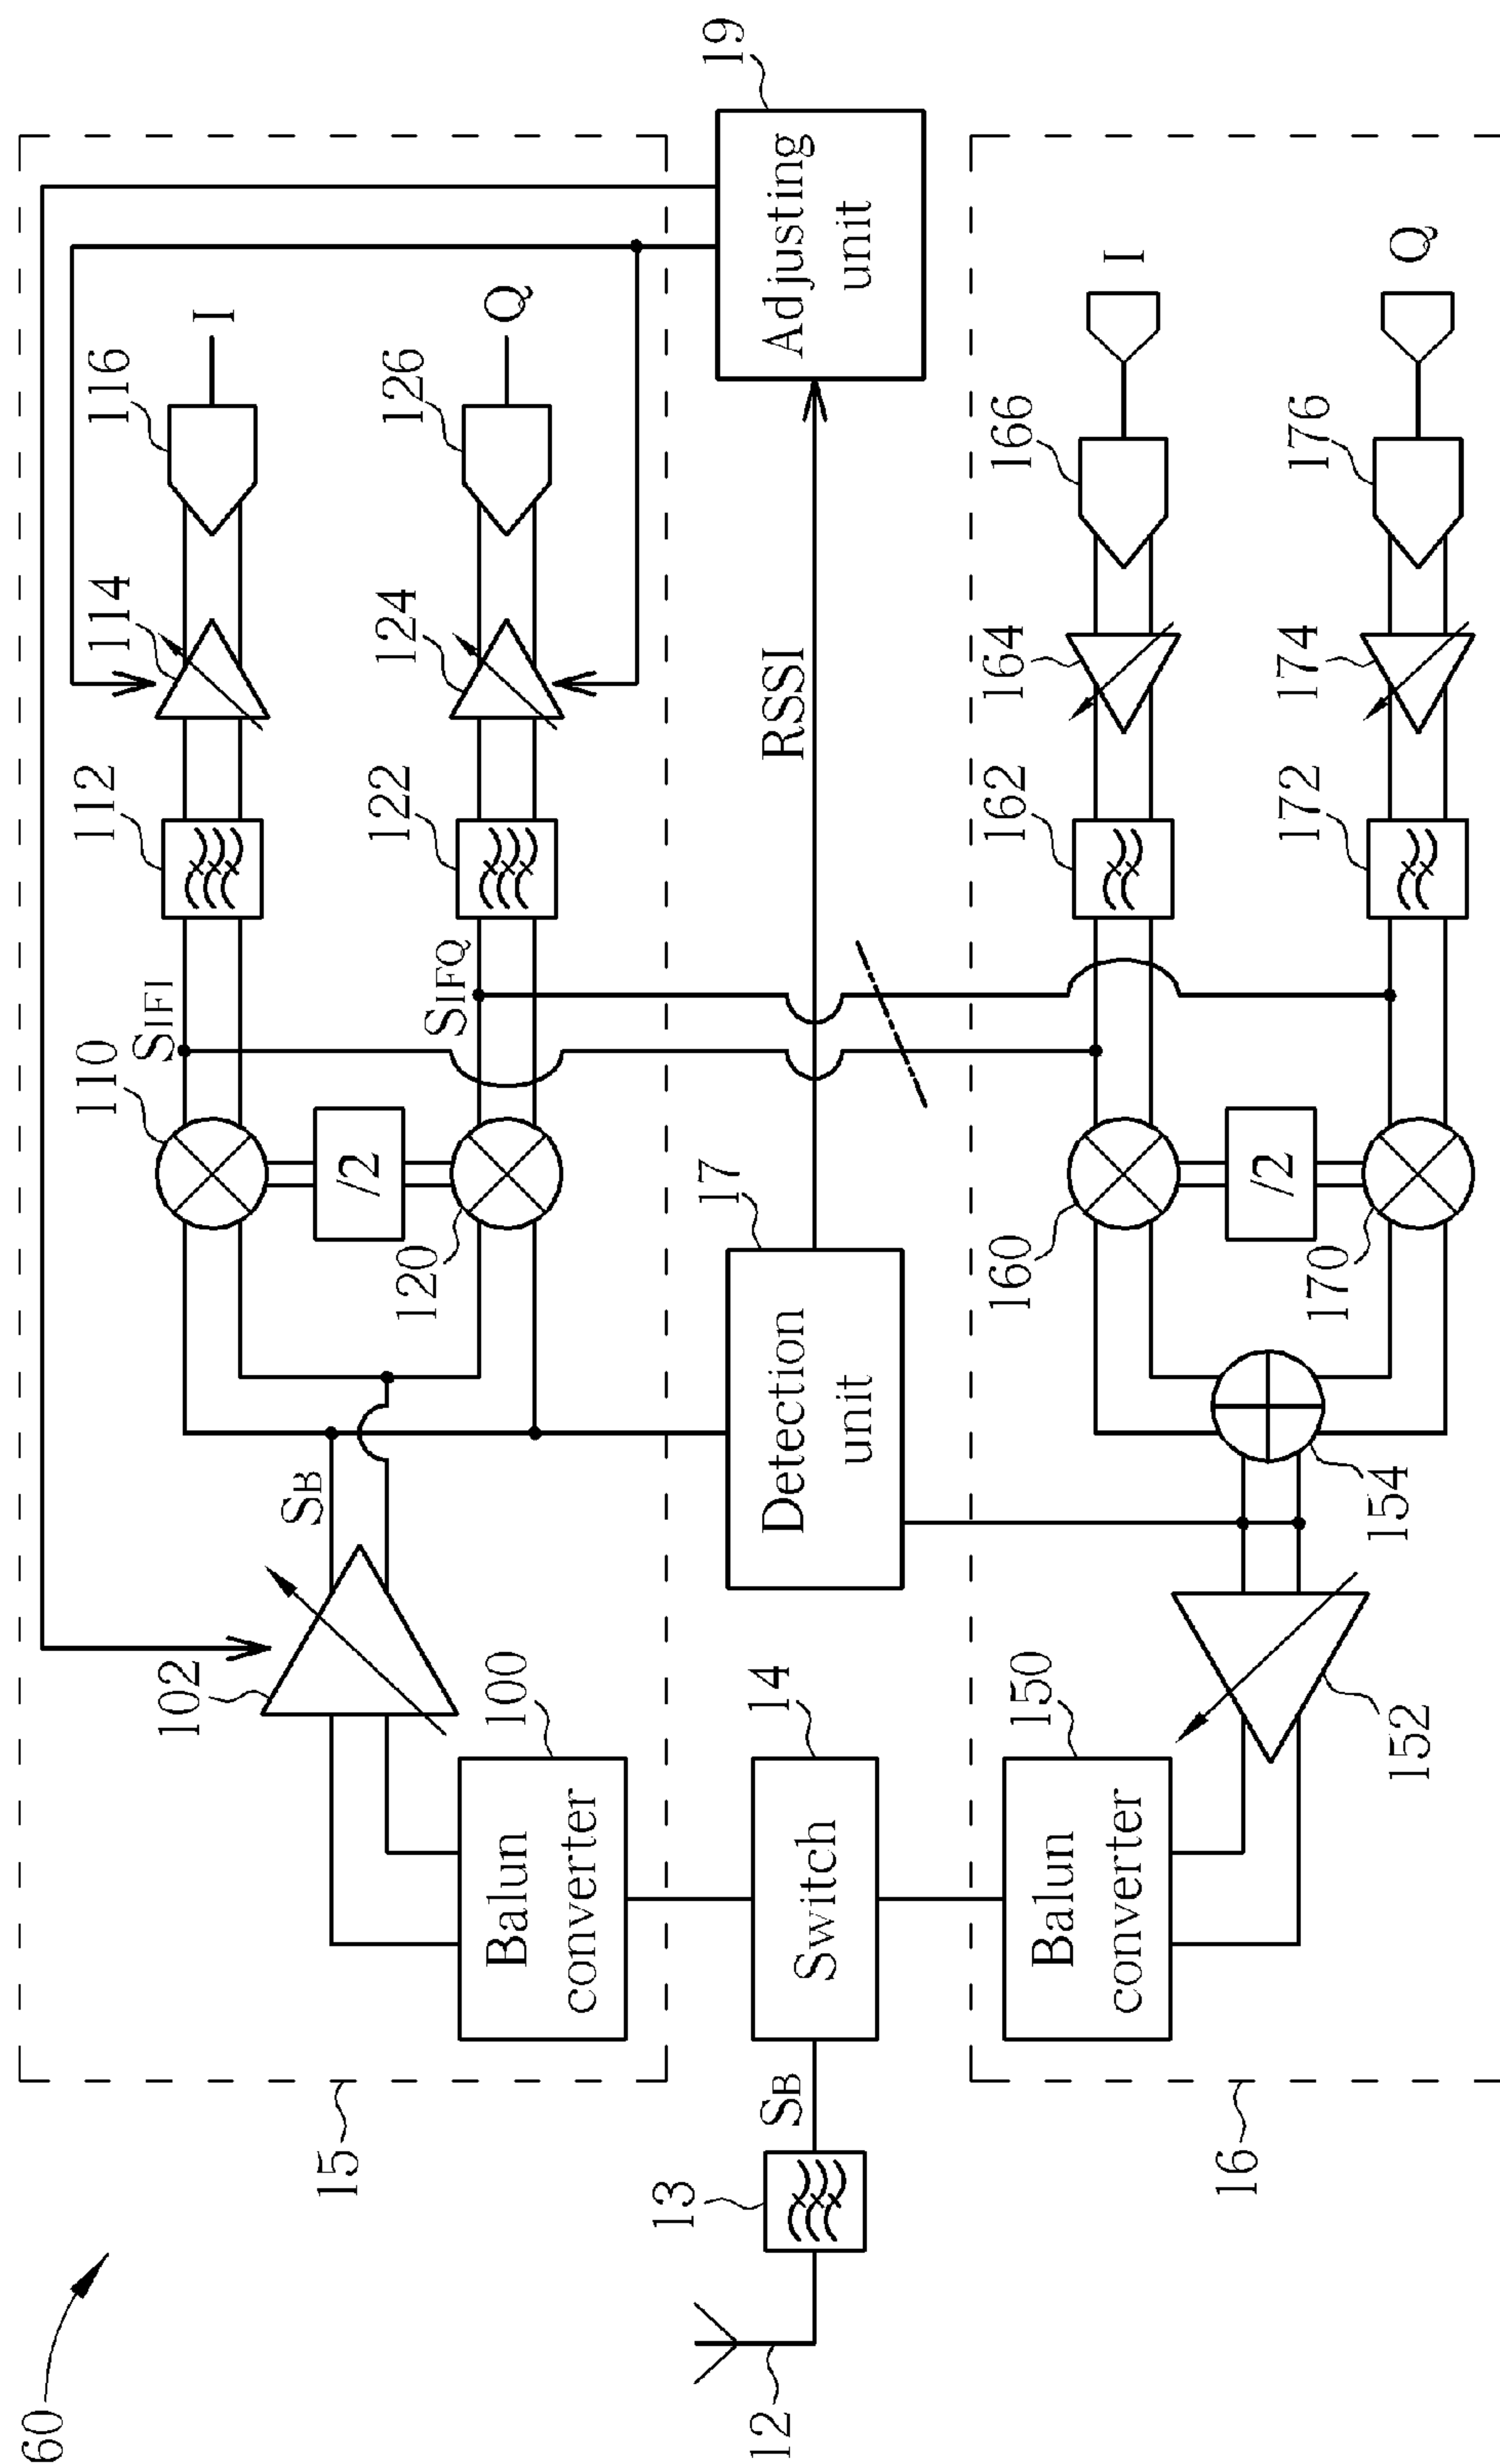 60
12
13
SB
15
16
Balun
converter
100
Switch
14
Balun
converter
150
102
SB
152
154
Detection
unit
17
110
/2
120
160
/2
170
SIFI
SIFQ
112
122
RSSI
162
172
114
124
164
174
116
126
166
176
I
Q
Adjusting
unit
19
I
Q